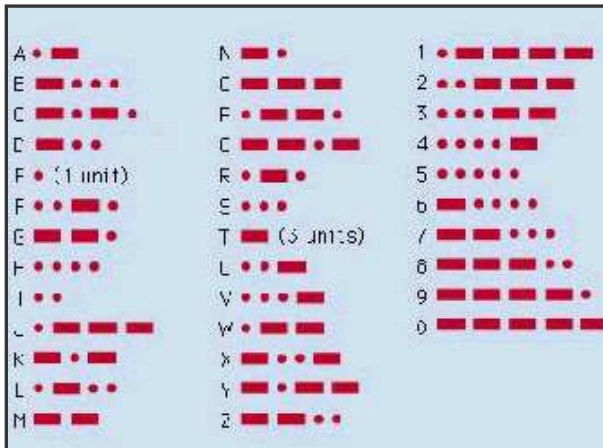 A
B
C
D
E (1 unit)
F
G
H
I
J
K
L
M
N
O
P
Q
R
S
T (3 units)
U
V
W
X
Y
Z
1
2
3
4
5
6
7
8
9
0